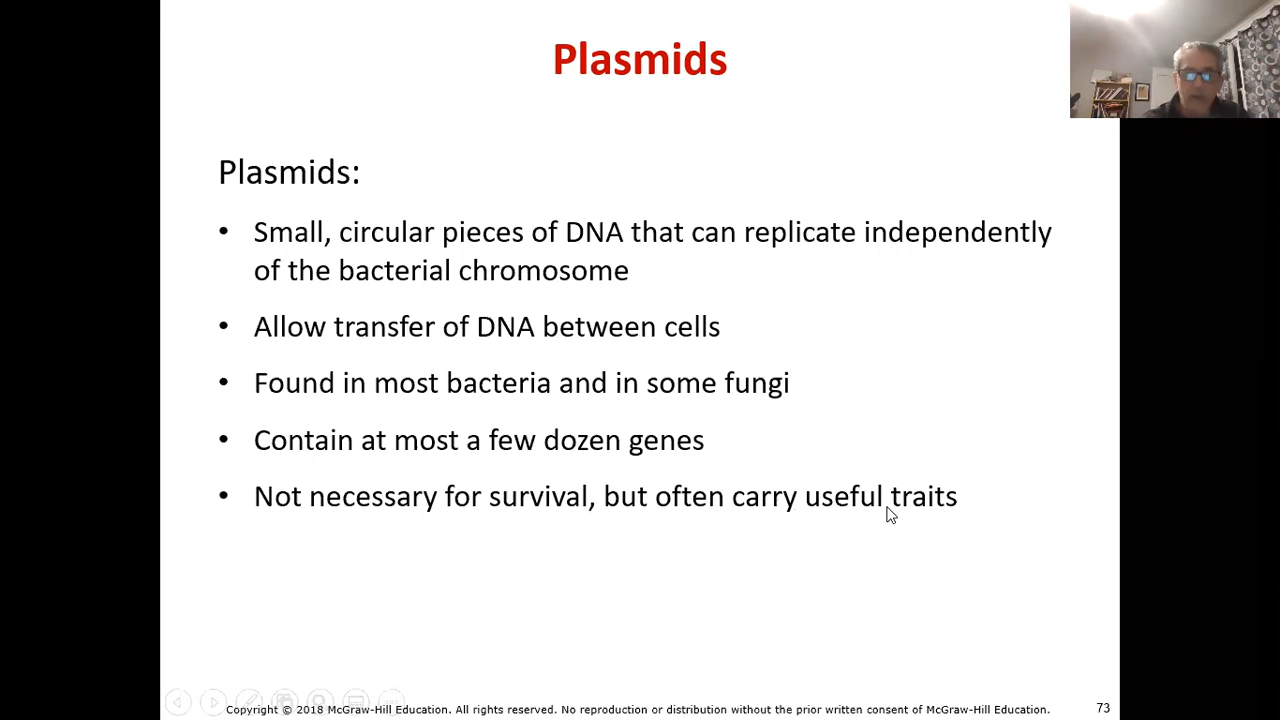 Plasmids
Plasmids:
• Small, circular pieces of DNA that can replicate independently
of the bacterial chromosome
• Allow transfer of DNA between cells
• Found in most bacteria and in some fungi
• Contain at most a few dozen genes
• Not necessary for survival, but often carry useful traits
Copyright © 2018 McGraw-Hill Education. All rights reserved. No reproduction or distribution without the prior written consent of McGraw-Hill Education.
73